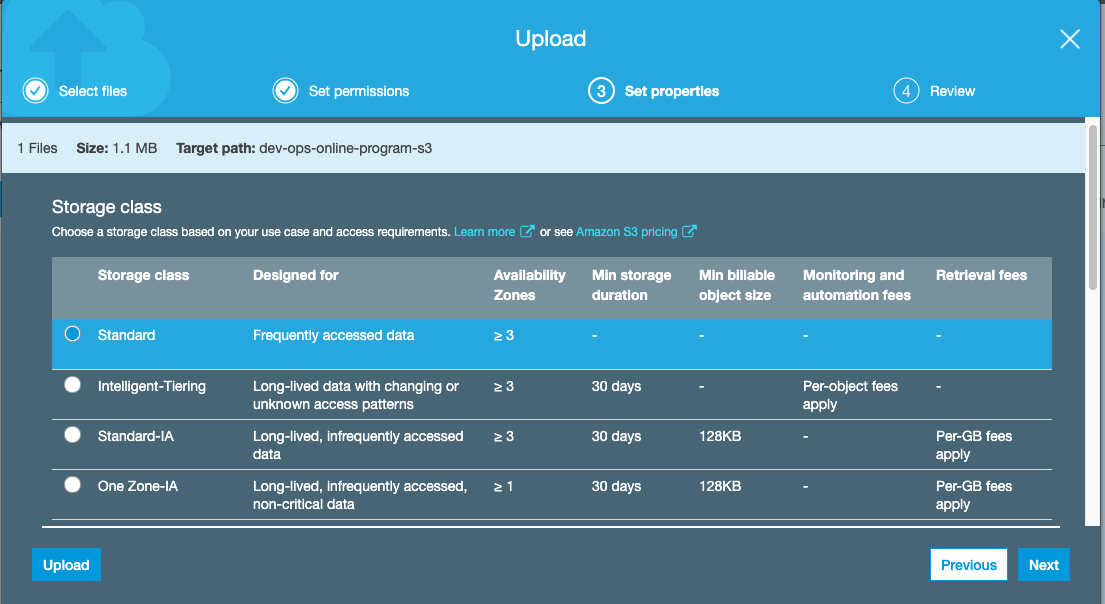 Upload
Select files
Set permissions
3 Set properties
4 Review
1 Files Size: 1.1 MB Target path: dev-ops-online-program-s3
Storage class
Choose a storage class based on your use case and access requirements. Learn more or see Amazon S3 pricing
Storage class Designed for Availability Zones Min storage duration Min billable object size Monitoring and automation fees Retrieval fees
Standard Frequently accessed data ≥ 3 - - - -
Intelligent-Tiering Long-lived data with changing or unknown access patterns ≥ 3 30 days - Per-object fees apply -
Standard-IA Long-lived, infrequently accessed data ≥ 3 30 days 128KB - Per-GB fees apply
One Zone-IA Long-lived, infrequently accessed, non-critical data ≥ 1 30 days 128KB - Per-GB fees apply
Upload Previous Next